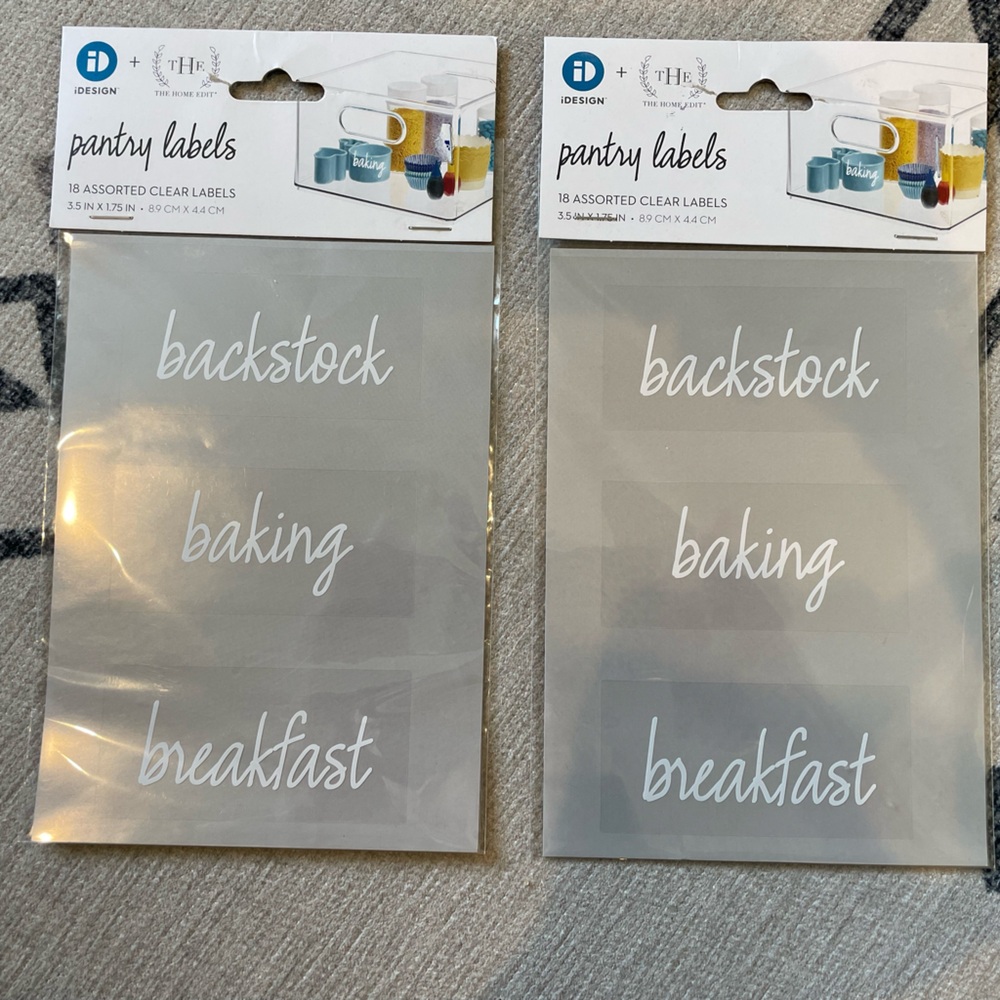 iD + THE
iDESIGN™ THE HOME EDIT®
pantry labels
baking
18 ASSORTED CLEAR LABELS
3.5 IN X 1.75 IN • 8.9 CM X 4.4 CM
backstock
baking
breakfast
iD + THE
iDESIGN™ THE HOME EDIT®
pantry labels
baking
18 ASSORTED CLEAR LABELS
3.5 IN X 1.75 IN • 8.9 CM X 4.4 CM
backstock
baking
breakfast